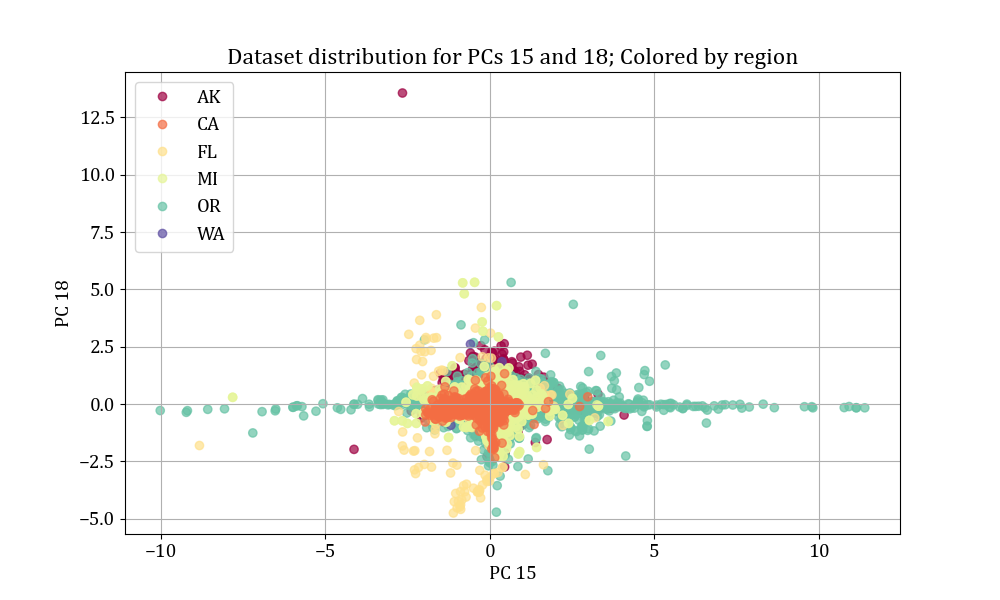 Dataset distribution for PCs 15 and 18; Colored by region
AK
CA
FL
MI
OR
WA
12.5
10.0
7.5
5.0
2.5
0.0
−2.5
−5.0
PC 18
−10
−5
0
5
10
PC 15